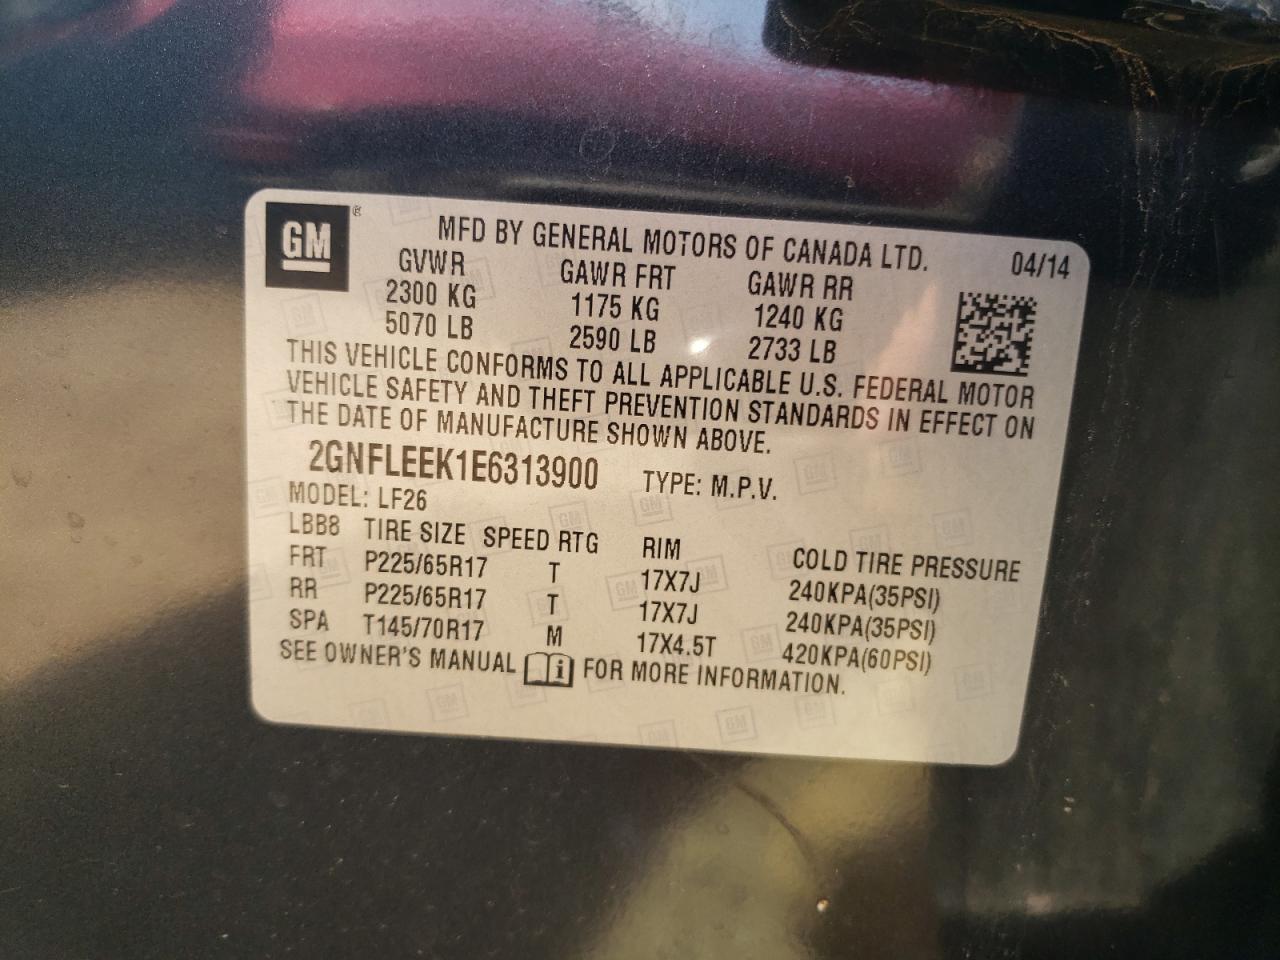 GM®
MFD BY GENERAL MOTORS OF CANADA LTD.
04/14
GVWR GAWR FRT GAWR RR
2300 KG 1175 KG 1240 KG
5070 LB 2590 LB 2733 LB
THIS VEHICLE CONFORMS TO ALL APPLICABLE U.S. FEDERAL MOTOR
VEHICLE SAFETY AND THEFT PREVENTION STANDARDS IN EFFECT ON
THE DATE OF MANUFACTURE SHOWN ABOVE.
2GNFLEEK1E6313900 TYPE: M.P.V.
MODEL: LF26
LBB8 TIRE SIZE SPEED RTG RIM COLD TIRE PRESSURE
FRT P225/65R17 T 17X7J 240KPA(35PSI)
RR P225/65R17 T 17X7J 240KPA(35PSI)
SPA T145/70R17 M 17X4.5T 420KPA(60PSI)
SEE OWNER'S MANUAL i FOR MORE INFORMATION.